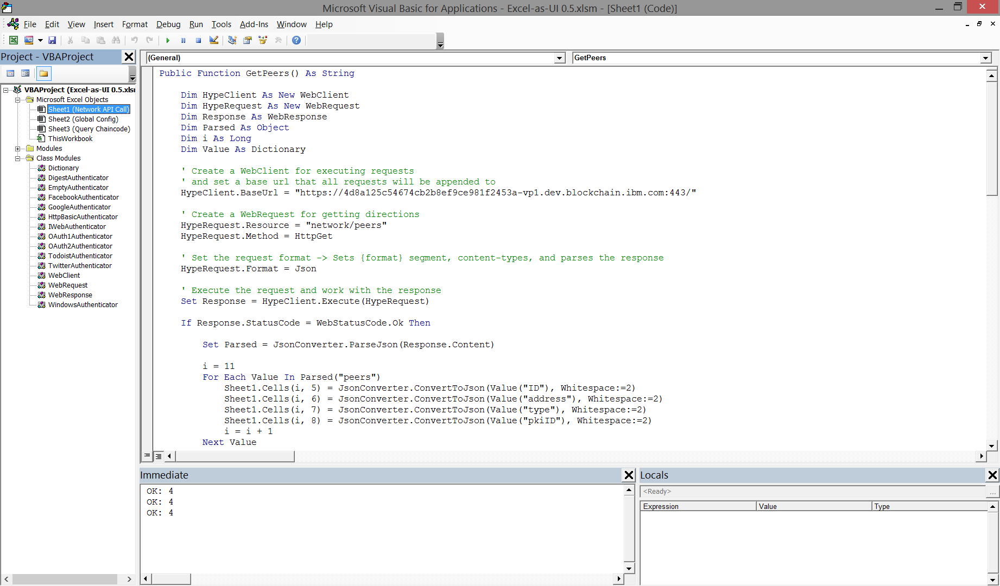 Microsoft Visual Basic for Applications - Excel-as-UI 0.5.xlsm - [Sheet1 (Code)]
File Edit View Insert Format Debug Run Tools Add-Ins Window Help
Project - VBAProject
VBAProject (Excel-as-UI 0.5.xlsm
Microsoft Excel Objects
Sheet1 (Network API Call)
Sheet2 (Global Config)
Sheet3 (Query Chaincode)
ThisWorkbook
Modules
Class Modules
Dictionary
DigestAuthenticator
EmptyAuthenticator
FacebookAuthenticator
GoogleAuthenticator
HttpBasicAuthenticator
IWebAuthenticator
OAuth1Authenticator
OAuth2Authenticator
TodoistAuthenticator
TwitterAuthenticator
WebClient
WebRequest
WebResponse
WindowsAuthenticator
(General) GetPeers
Public Function GetPeers() As String
Dim HypeClient As New WebClient
Dim HypeRequest As New WebRequest
Dim Response As WebResponse
Dim Parsed As Object
Dim i As Long
Dim Value As Dictionary
' Create a WebClient for executing requests
' and set a base url that all requests will be appended to
HypeClient.BaseUrl = "https://4d8a125c54674cb2b8ef9ce981f2453a-vp1.dev.blockchain.ibm.com:443/"
' Create a WebRequest for getting directions
HypeRequest.Resource = "network/peers"
HypeRequest.Method = HttpGet
' Set the request format -> Sets {format} segment, content-types, and parses the response
HypeRequest.Format = Json
' Execute the request and work with the response
Set Response = HypeClient.Execute(HypeRequest)
If Response.StatusCode = WebStatusCode.Ok Then
Set Parsed = JsonConverter.ParseJson(Response.Content)
i = 11
For Each Value In Parsed("peers")
Sheet1.Cells(i, 5) = JsonConverter.ConvertToJson(Value("ID"), Whitespace:=2)
Sheet1.Cells(i, 6) = JsonConverter.ConvertToJson(Value("address"), Whitespace:=2)
Sheet1.Cells(i, 7) = JsonConverter.ConvertToJson(Value("type"), Whitespace:=2)
Sheet1.Cells(i, 8) = JsonConverter.ConvertToJson(Value("pkiID"), Whitespace:=2)
i = i + 1
Next Value
Immediate
OK: 4
OK: 4
OK: 4
Locals
<Ready>
...
Expression Value Type